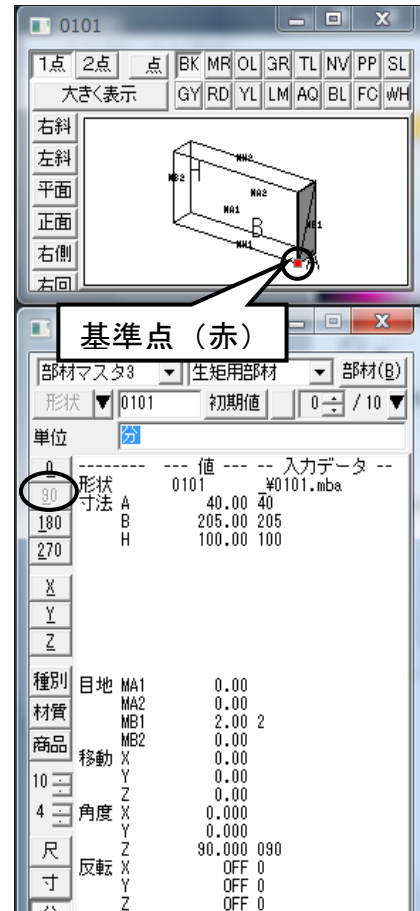 0101
1点 2点 点 BK MR OL GR TL NV PP SL
大きく表示 GY RD YL LM AQ BL FC WH
右斜
左斜
平面
正面
右側
右回
MH2
MB2 H
MA2
MA1
B MB1
MH1
A
基準点（赤）
部材マスタ3 生矩用部材 部材(B)
形状 0101 初期値 0 / 10
単位 分
0 -------- --- 値 --- -- 入力データ --
90 形状 0101 _¥0101.mba
寸法 A 40.00 40
180 B 205.00 205
H 100.00 100
270
X
Y
Z
種別 目地 MA1 0.00
材質 MA2 0.00
MB1 2.00 2
商品 MB2 0.00
移動 X 0.00
10 Y 0.00
Z 0.00
4 角度 X 0.000
Y 0.000
尺 Z 90.000 090
反転 X OFF 0
寸 Y OFF 0
Z OFF 0